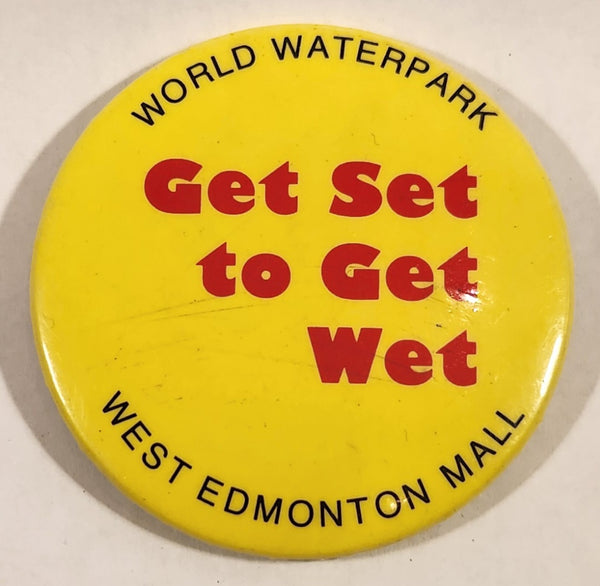 WORLD WATERPARK
Get Set
to Get
Wet
WEST EDMONTON MALL